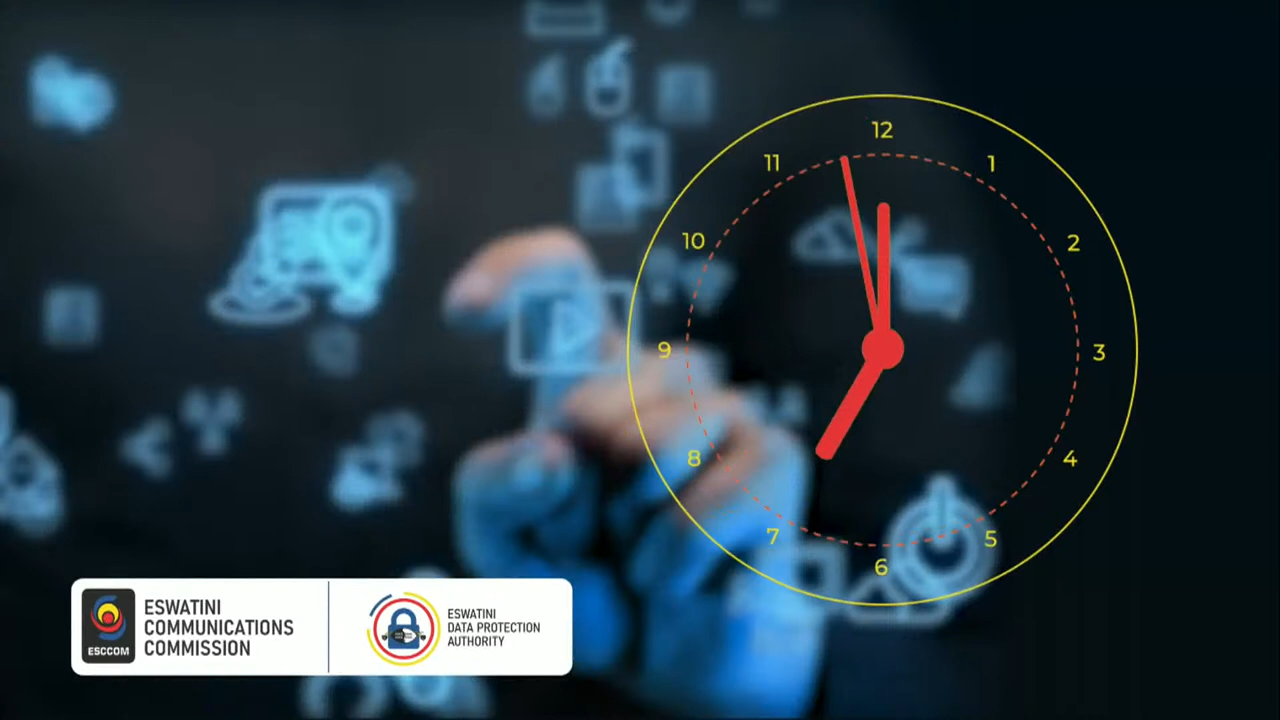 12
11
1
10
2
9
3
8
4
7
5
6
ESWATINI
COMMUNICATIONS
COMMISSION
ESCCOM
ESWATINI
DATA PROTECTION
AUTHORITY